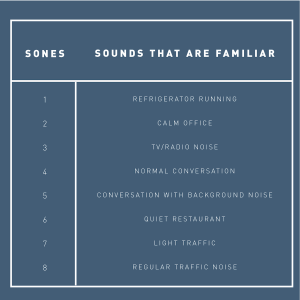 SONES SOUNDS THAT ARE FAMILIAR
1 REFRIGERATOR RUNNING
2 CALM OFFICE
3 TV/RADIO NOISE
4 NORMAL CONVERSATION
5 CONVERSATION WITH BACKGROUND NOISE
6 QUIET RESTAURANT
7 LIGHT TRAFFIC
8 REGULAR TRAFFIC NOISE